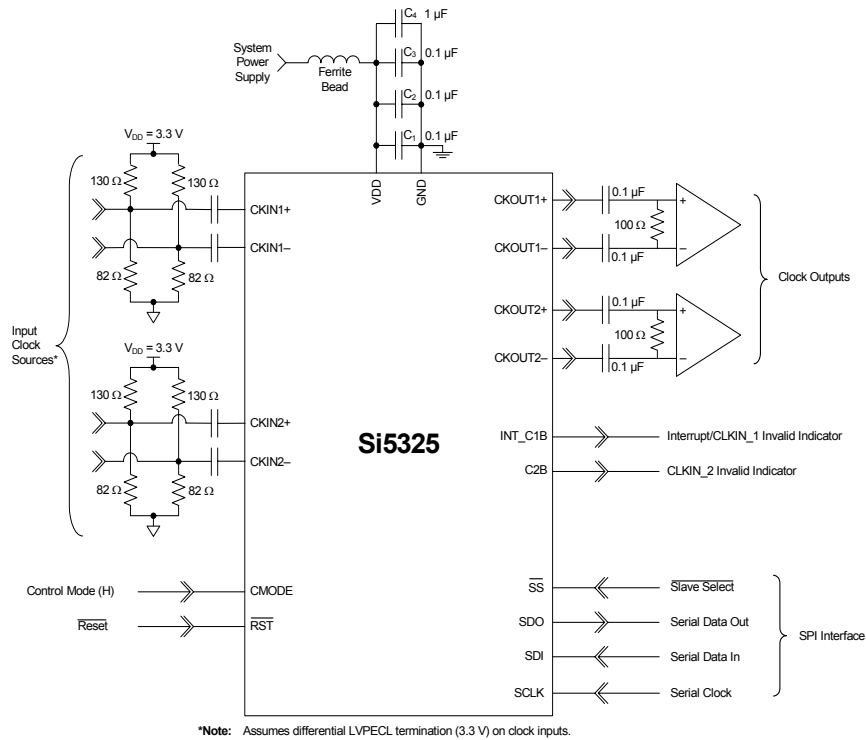 C4 1 µF
System
Power
Supply
Ferrite
Bead
C3 0.1 µF
C2 0.1 µF
C1 0.1 µF
VDD = 3.3 V
130 Ω 130 Ω
82 Ω 82 Ω
CKIN1+
CKIN1–
VDD
GND
CKOUT1+
0.1 µF
100 Ω
+
–
CKOUT1–
0.1 µF
CKOUT2+
0.1 µF
100 Ω
+
–
CKOUT2–
0.1 µF
Clock Outputs
Input
Clock
Sources*
VDD = 3.3 V
130 Ω 130 Ω
82 Ω 82 Ω
CKIN2+
CKIN2–
Si5325
INT_C1B
Interrupt/CLKIN_1 Invalid Indicator
C2B
CLKIN_2 Invalid Indicator
Control Mode (H)
CMODE
Reset
RST
SS
Slave Select
SDO
Serial Data Out
SDI
Serial Data In
SCLK
Serial Clock
SPI Interface
*Note: Assumes differential LVPECL termination (3.3 V) on clock inputs.